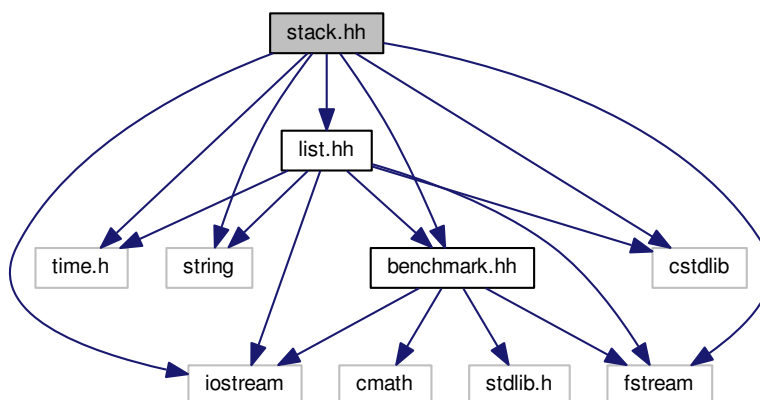 stack.hh
list.hh
time.h
string
benchmark.hh
cstdlib
iostream
cmath
stdlib.h
fstream